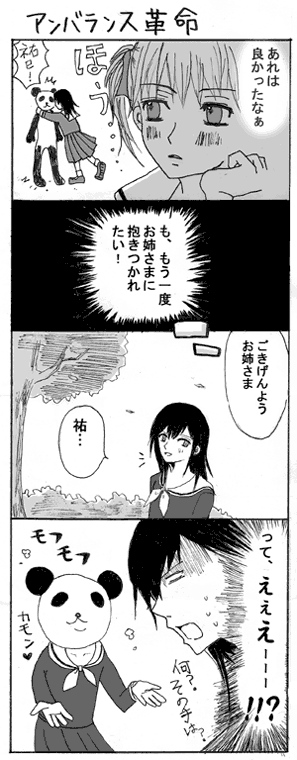 アンバランス革命
あれは
良かったなぁ
ほぅ
祐巳!
も、もう一度
お姉さまに
抱きつかれ
たい!
ごきげんよう
お姉さま
祐…
って、えぇえーーー
!!?
モフ
モフ
カモン♥
何?
その手は?